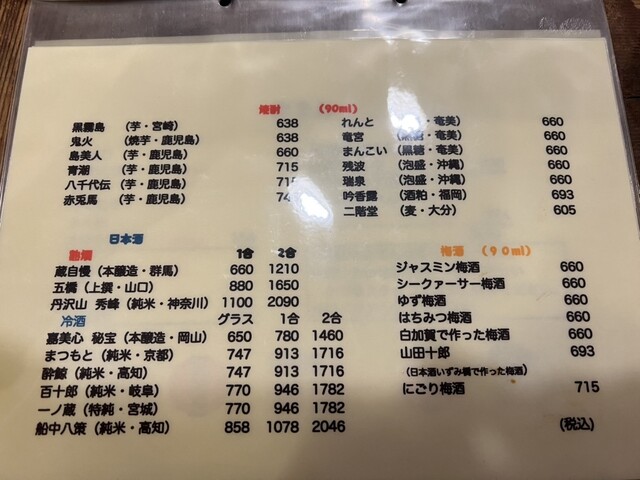 焼酎 (90ml)
黒霧島 (芋・宮崎) 638
鬼火 (焼芋・鹿児島) 638
島美人 (芋・鹿児島) 660
青潮 (芋・鹿児島) 715
八千代伝 (芋・鹿児島) 715
赤兎馬 (芋・鹿児島)
れんと ・奄美) 660
竜宮 (黒糖・奄美) 660
まんこい (黒糖・奄美) 660
残波 (泡盛・沖縄) 660
瑞泉 (泡盛・沖縄) 660
吟香露 (酒粕・福岡) 693
二階堂 (麦・大分) 605
日本酒
熱燗 1合 2合
蔵自慢 (本醸造・群馬) 660 1210
五橋 (上撰・山口) 880 1650
丹沢山 秀峰 (純米・神奈川) 1100 2090
冷酒 グラス 1合 2合
嘉美心 秘宝 (本醸造・岡山) 650 780 1460
まつもと (純米・京都) 747 913 1716
酔鯨 (純米・高知) 747 913 1716
百十郎 (純米・岐阜) 770 946 1782
一ノ蔵 (特純・宮城) 770 946 1782
船中八策 (純米・高知) 858 1078 2046
梅酒 (90ml)
ジャスミン梅酒 660
シークァーサー梅酒 660
ゆず梅酒 660
はちみつ梅酒 660
白加賀で作った梅酒 660
山田十郎 693
(日本酒いずみ橋で作った梅酒)
にごり梅酒 715
(税込)